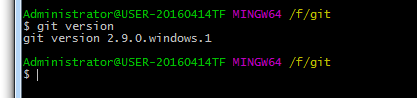 Administrator@USER-20160414TF MINGW64 /f/git
$ git version
git version 2.9.0.windows.1
Administrator@USER-20160414TF MINGW64 /f/git
$